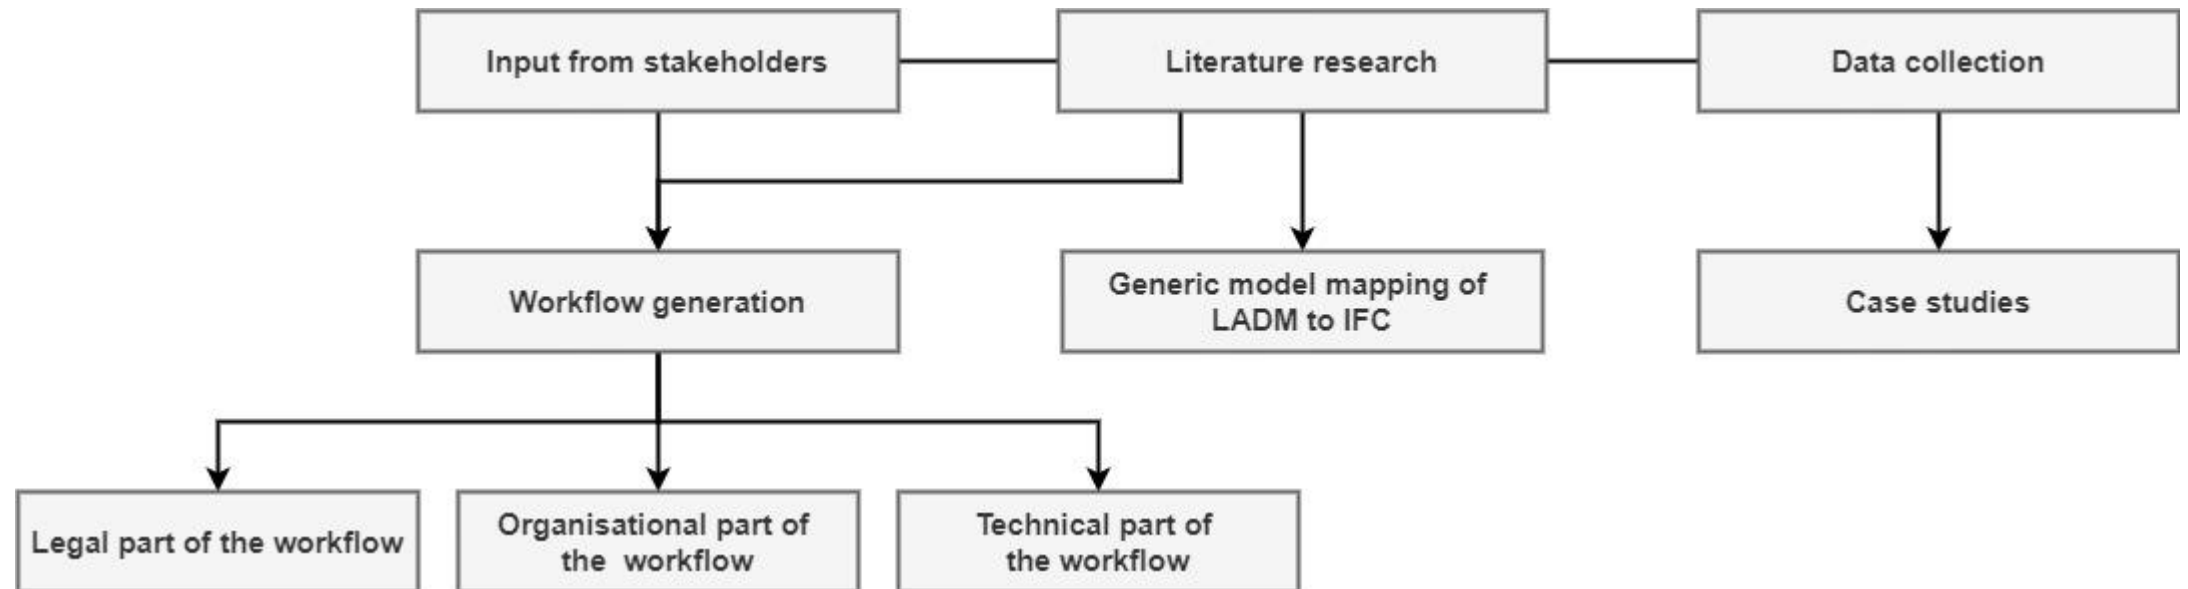 Input from stakeholders
Literature research
Data collection
Workflow generation
Generic model mapping of
LADM to IFC
Case studies
Legal part of the workflow
Organisational part of
the workflow
Technical part of
the workflow